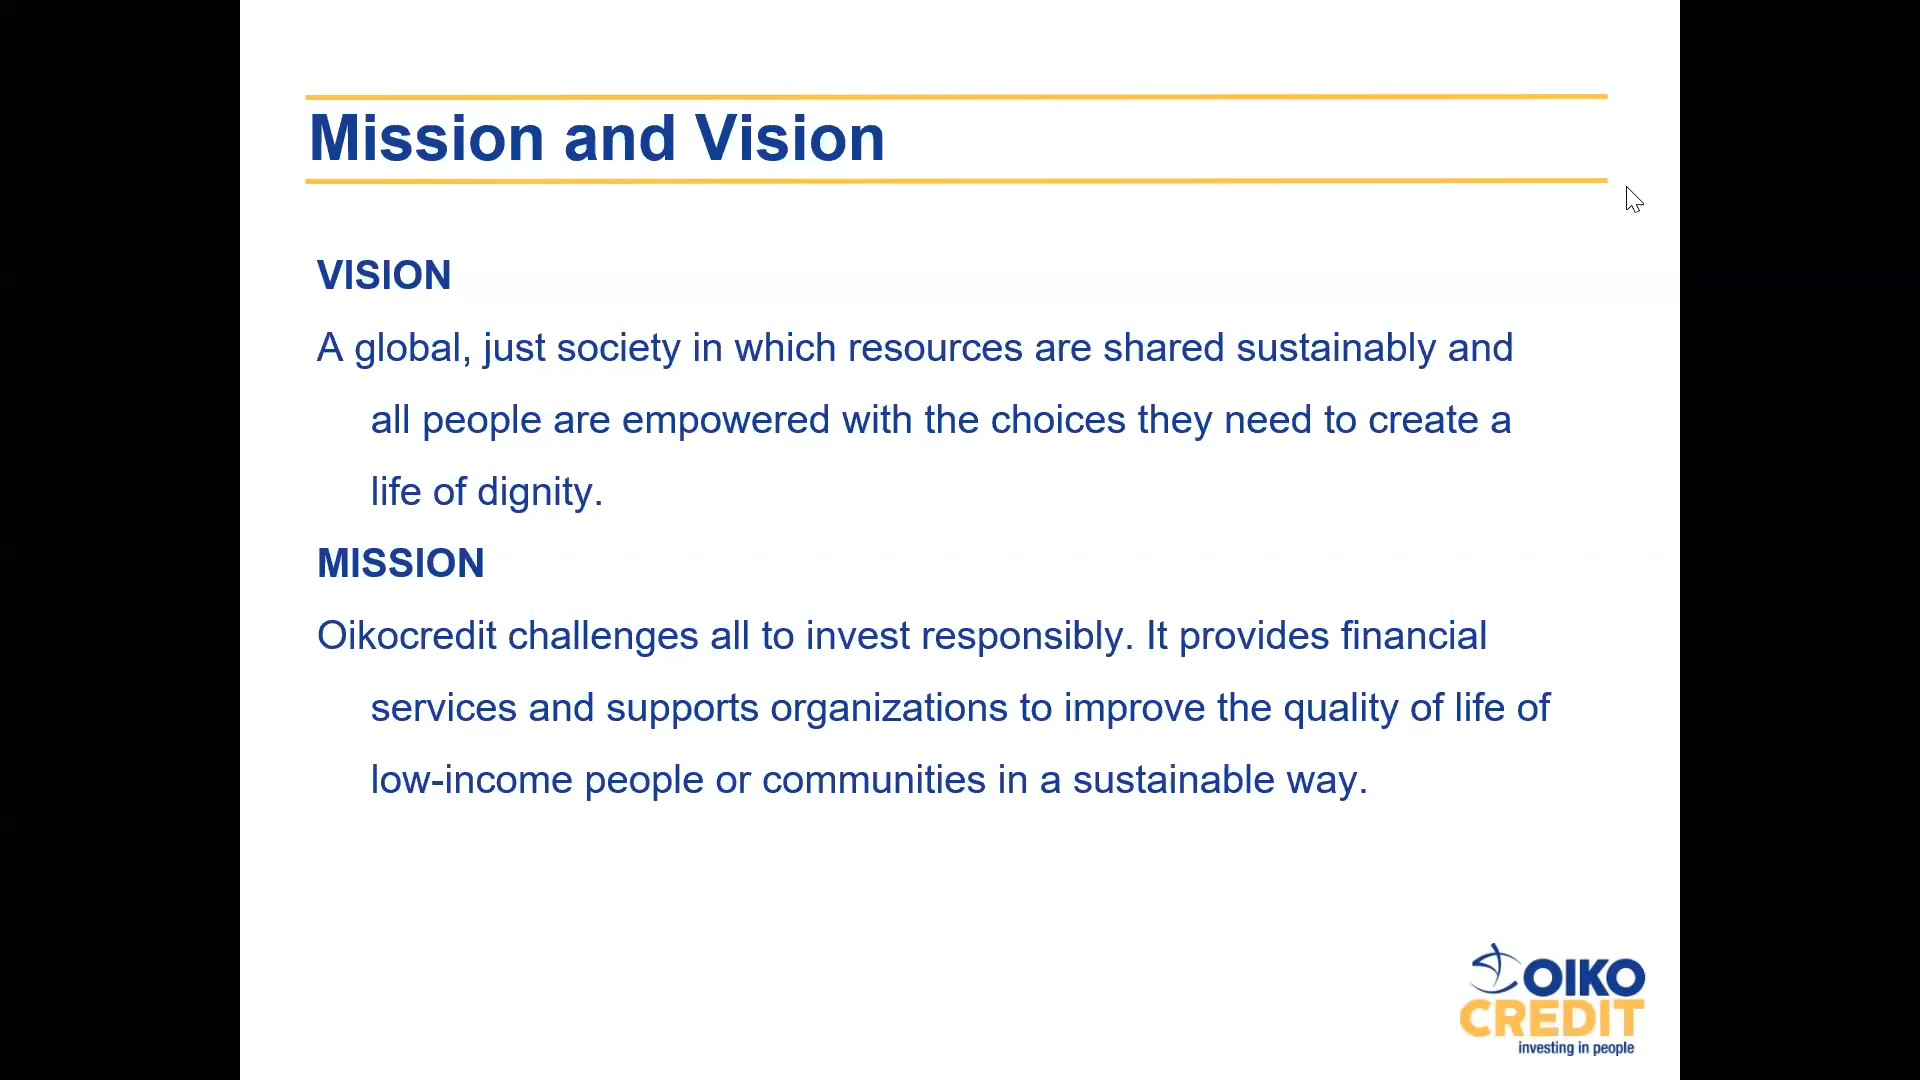 Mission and Vision
VISION
A global, just society in which resources are shared sustainably and
all people are empowered with the choices they need to create a
life of dignity.
MISSION
Oikocredit challenges all to invest responsibly. It provides financial
services and supports organizations to improve the quality of life of
low-income people or communities in a sustainable way.
OIKO
CREDIT
investing in people